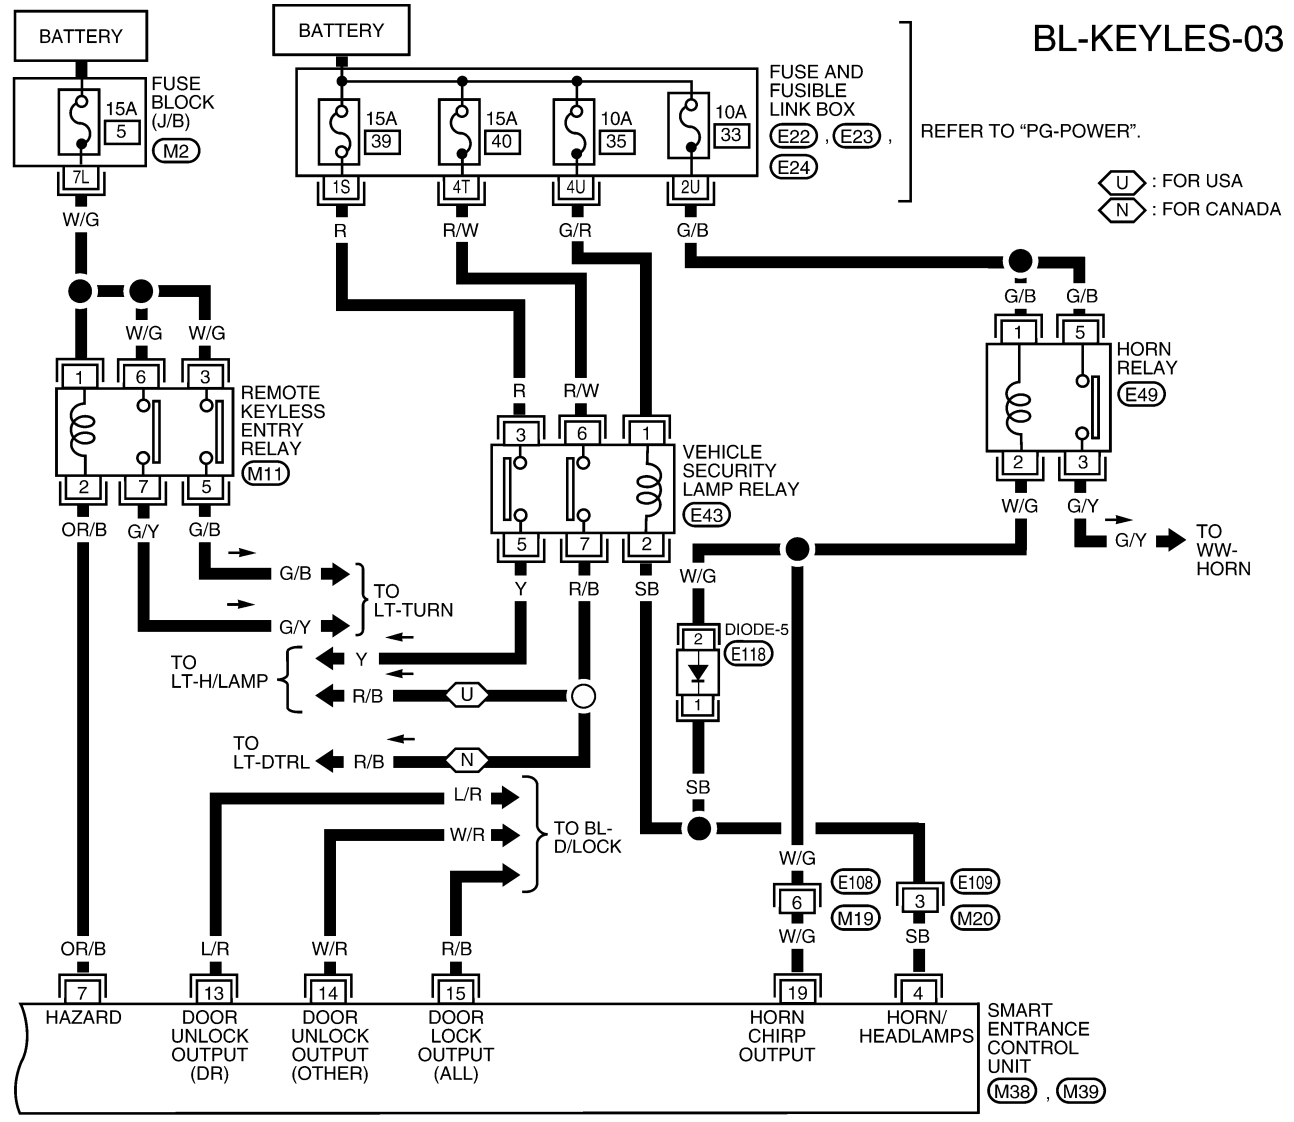 BL-KEYLES-03
BATTERY
BATTERY
FUSE
BLOCK
(J/B)
M2
15A
5
7L
W/G
15A
39
15A
40
10A
35
10A
33
FUSE AND
FUSIBLE
LINK BOX
E22 , E23 ,
E24
REFER TO “PG-POWER”.
U : FOR USA
N : FOR CANADA
1S
4T
4U
2U
R
R/W
G/R
G/B
G/B
G/B
W/G
W/G
1
6
3
REMOTE
KEYLESS
ENTRY
RELAY
M11
2
7
5
OR/B
G/Y
G/B
R
R/W
3
6
1
VEHICLE
SECURITY
LAMP RELAY
E43
5
7
2
Y
R/B
SB
1
5
HORN
RELAY
E49
2
3
W/G
G/Y
G/Y
TO
WW-
HORN
G/B
G/Y
TO
LT-TURN
TO
LT-H/LAMP
Y
R/B
U
TO
LT-DTRL
R/B
N
W/G
2
DIODE-5
E118
1
SB
L/R
W/R
TO BL-
D/LOCK
W/G
6
E108
M19
W/G
3
E109
M20
SB
OR/B
L/R
W/R
R/B
7
13
14
15
19
4
HAZARD
DOOR
UNLOCK
OUTPUT
(DR)
DOOR
UNLOCK
OUTPUT
(OTHER)
DOOR
LOCK
OUTPUT
(ALL)
HORN
CHIRP
OUTPUT
HORN/
HEADLAMPS
SMART
ENTRANCE
CONTROL
UNIT
M38 , M39